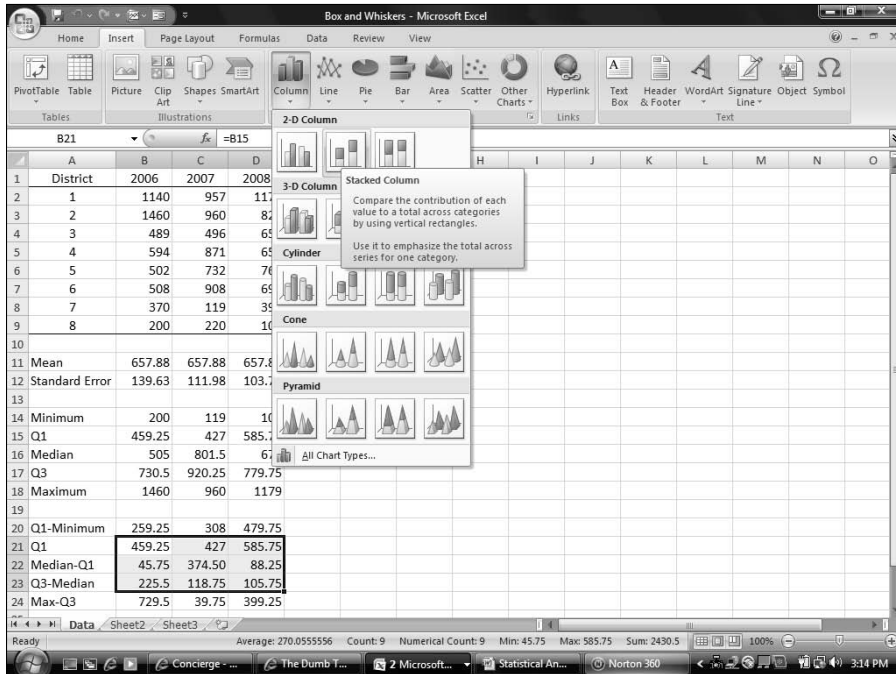 Box and Whiskers - Microsoft Excel
Home Insert Page Layout Formulas Data Review View
PivotTable Table Picture Clip Art Shapes SmartArt Column Line Pie Bar Area Scatter Other Charts Hyperlink Text Box Header & Footer WordArt Signature Line Object Symbol
Tables Illustrations Links Text
B21 fx =B15
2-D Column
Stacked Column
Compare the contribution of each
value to a total across categories
by using vertical rectangles.
Use it to emphasize the total across
series for one category.
3-D Column
Cylinder
Cone
Pyramid
All Chart Types...
A B C D H I J K L M N O
1 District 2006 2007 2008
2 1 1140 957
3 2 1460 960
4 3 489 496
5 4 594 871
6 5 502 732
7 6 508 908
8 7 370 119
9 8 200 220
10
11 Mean 657.88 657.88
12 Standard Error 139.63 111.98
13
14 Minimum 200 119
15 Q1 459.25 427
16 Median 505 801.5
17 Q3 730.5 920.25 779.75
18 Maximum 1460 960 1179
19
20 Q1-Minimum 259.25 308 479.75
21 Q1 459.25 427 585.75
22 Median-Q1 45.75 374.50 88.25
23 Q3-Median 225.5 118.75 105.75
24 Max-Q3 729.5 39.75 399.25
Data Sheet2 Sheet3
Ready Average: 270.0555556 Count: 9 Numerical Count: 9 Min: 45.75 Max: 585.75 Sum: 2430.5 100%
Concierge - ... The Dumb T... 2 Microsoft... Statistical An... Norton 360 3:14 PM